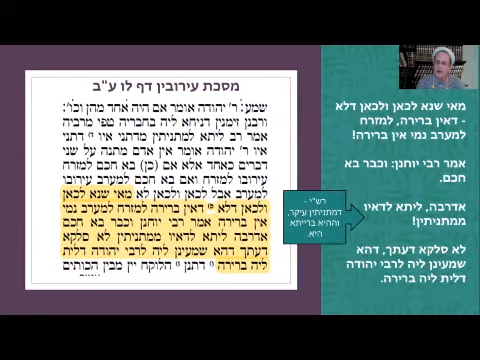 מסכת עירובין דף לו ע"ב
שמע: ר' יהודה אומר אם היה אחד מהן וכו':
ורבנן זימנין דניחא ליה בחבריה טפי מרביה
אמר רב ליתא למתניתין מדתני איו דתני
איו ר' יהודה אומר אין אדם מתנה על שני
דברים כאחד אלא אם (כן) בא חכם למזרח
עירובו למזרח ואם בא חכם למערב עירובו
למערב אבל לכאן ולכאן לא מאי שנא לכאן
ולכאן דלא דאין ברירה למזרח למערב נמי
אין ברירה אמר רבי יוחנן וכבר בא חכם
אדרבה ליתא לדאיו ממתניתין לא סלקא
דעתך דהא שמעינן ליה לרבי יהודה דלית
ליה ברירה דתנן הלוקח יין מבין הכותים
רש"י -
דמתניתין עיקר,
וההיא ברייתא
היא.
מאי שנא לכאן ולכאן דלא
- דאין ברירה, למזרח
למערב נמי אין ברירה!
אמר רבי יוחנן: וכבר בא
חכם.
אדרבה, ליתא לדאיו
ממתניתין!
לא סלקא דעתך, דהא
שמעינן ליה לרבי יהודה
דלית ליה ברירה.